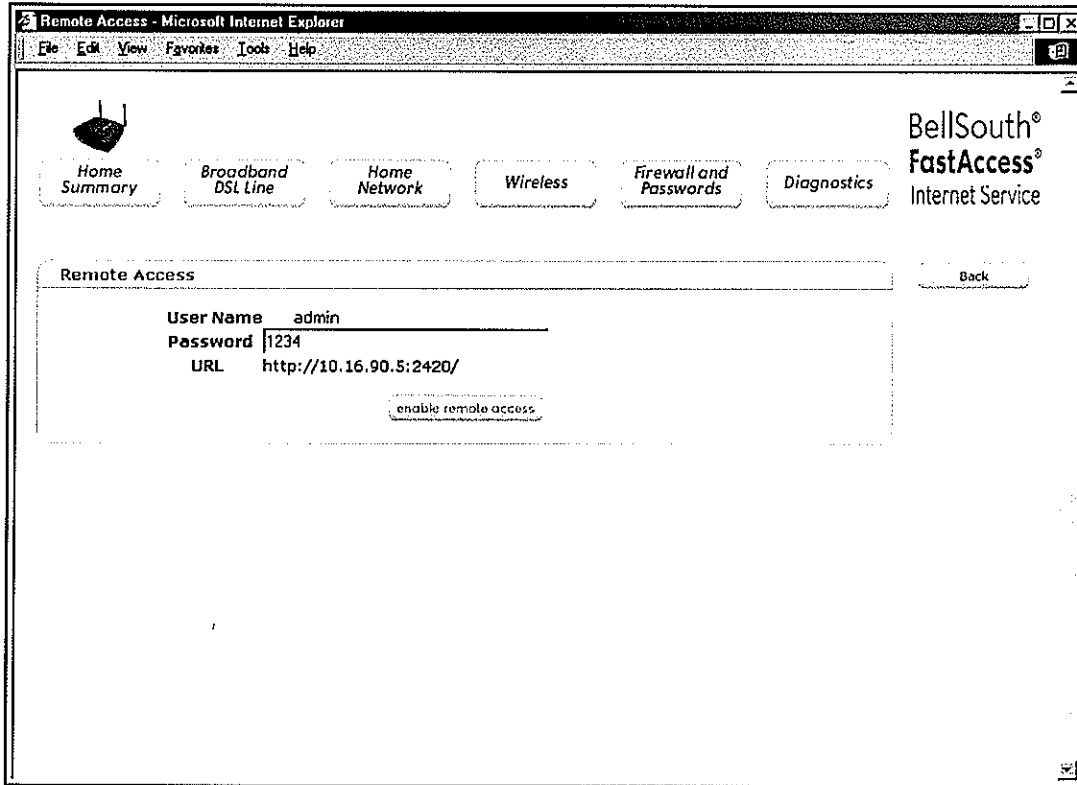 Remote Access - Microsoft Internet Explorer
File Edit View Favorites Tools Help
BellSouth®
FastAccess®
Internet Service
Home Summary
Broadband DSL Line
Home Network
Wireless
Firewall and Passwords
Diagnostics
Remote Access
Back
User Name admin
Password 1234
URL http://10.16.90.5:2420/
enable remote access